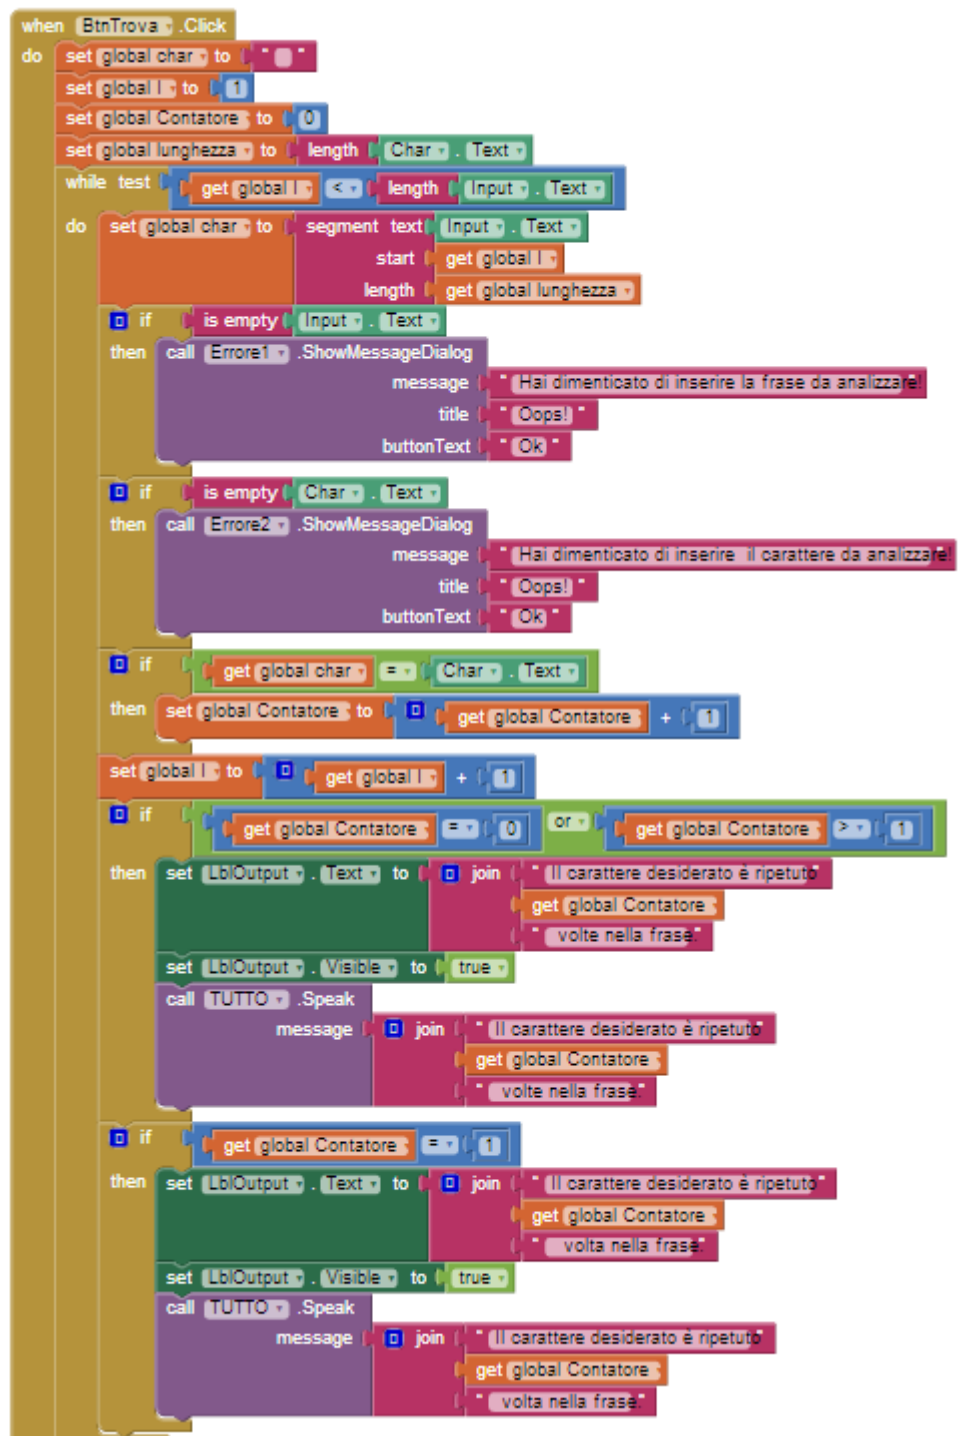 when BtnTrova .Click
do set global char to " "
set global I to 1
set global Contatore to 0
set global lunghezza to length Char . Text
while test get global I < length Input . Text
do set global char to segment text Input . Text
start get global I
length get global lunghezza
if is empty Input . Text
then call Errore1 .ShowMessageDialog
message " Hai dimenticato di inserire la frase da analizzare! "
title " Oops! "
buttonText " Ok "
if is empty Char . Text
then call Errore2 .ShowMessageDialog
message " Hai dimenticato di inserire il carattere da analizzare! "
title " Oops! "
buttonText " Ok "
if get global char = Char . Text
then set global Contatore to get global Contatore + 1
set global I to get global I + 1
if get global Contatore = 0 or get global Contatore > 1
then set LblOutput . Text to join " Il carattere desiderato è ripetuto "
get global Contatore
" volte nella frase. "
set LblOutput . Visible to true
call TUTTO .Speak
message join " Il carattere desiderato è ripetuto "
get global Contatore
" volte nella frase. "
if get global Contatore = 1
then set LblOutput . Text to join " Il carattere desiderato è ripetuto "
get global Contatore
" volta nella frase. "
set LblOutput . Visible to true
call TUTTO .Speak
message join " Il carattere desiderato è ripetuto "
get global Contatore
" volta nella frase. "